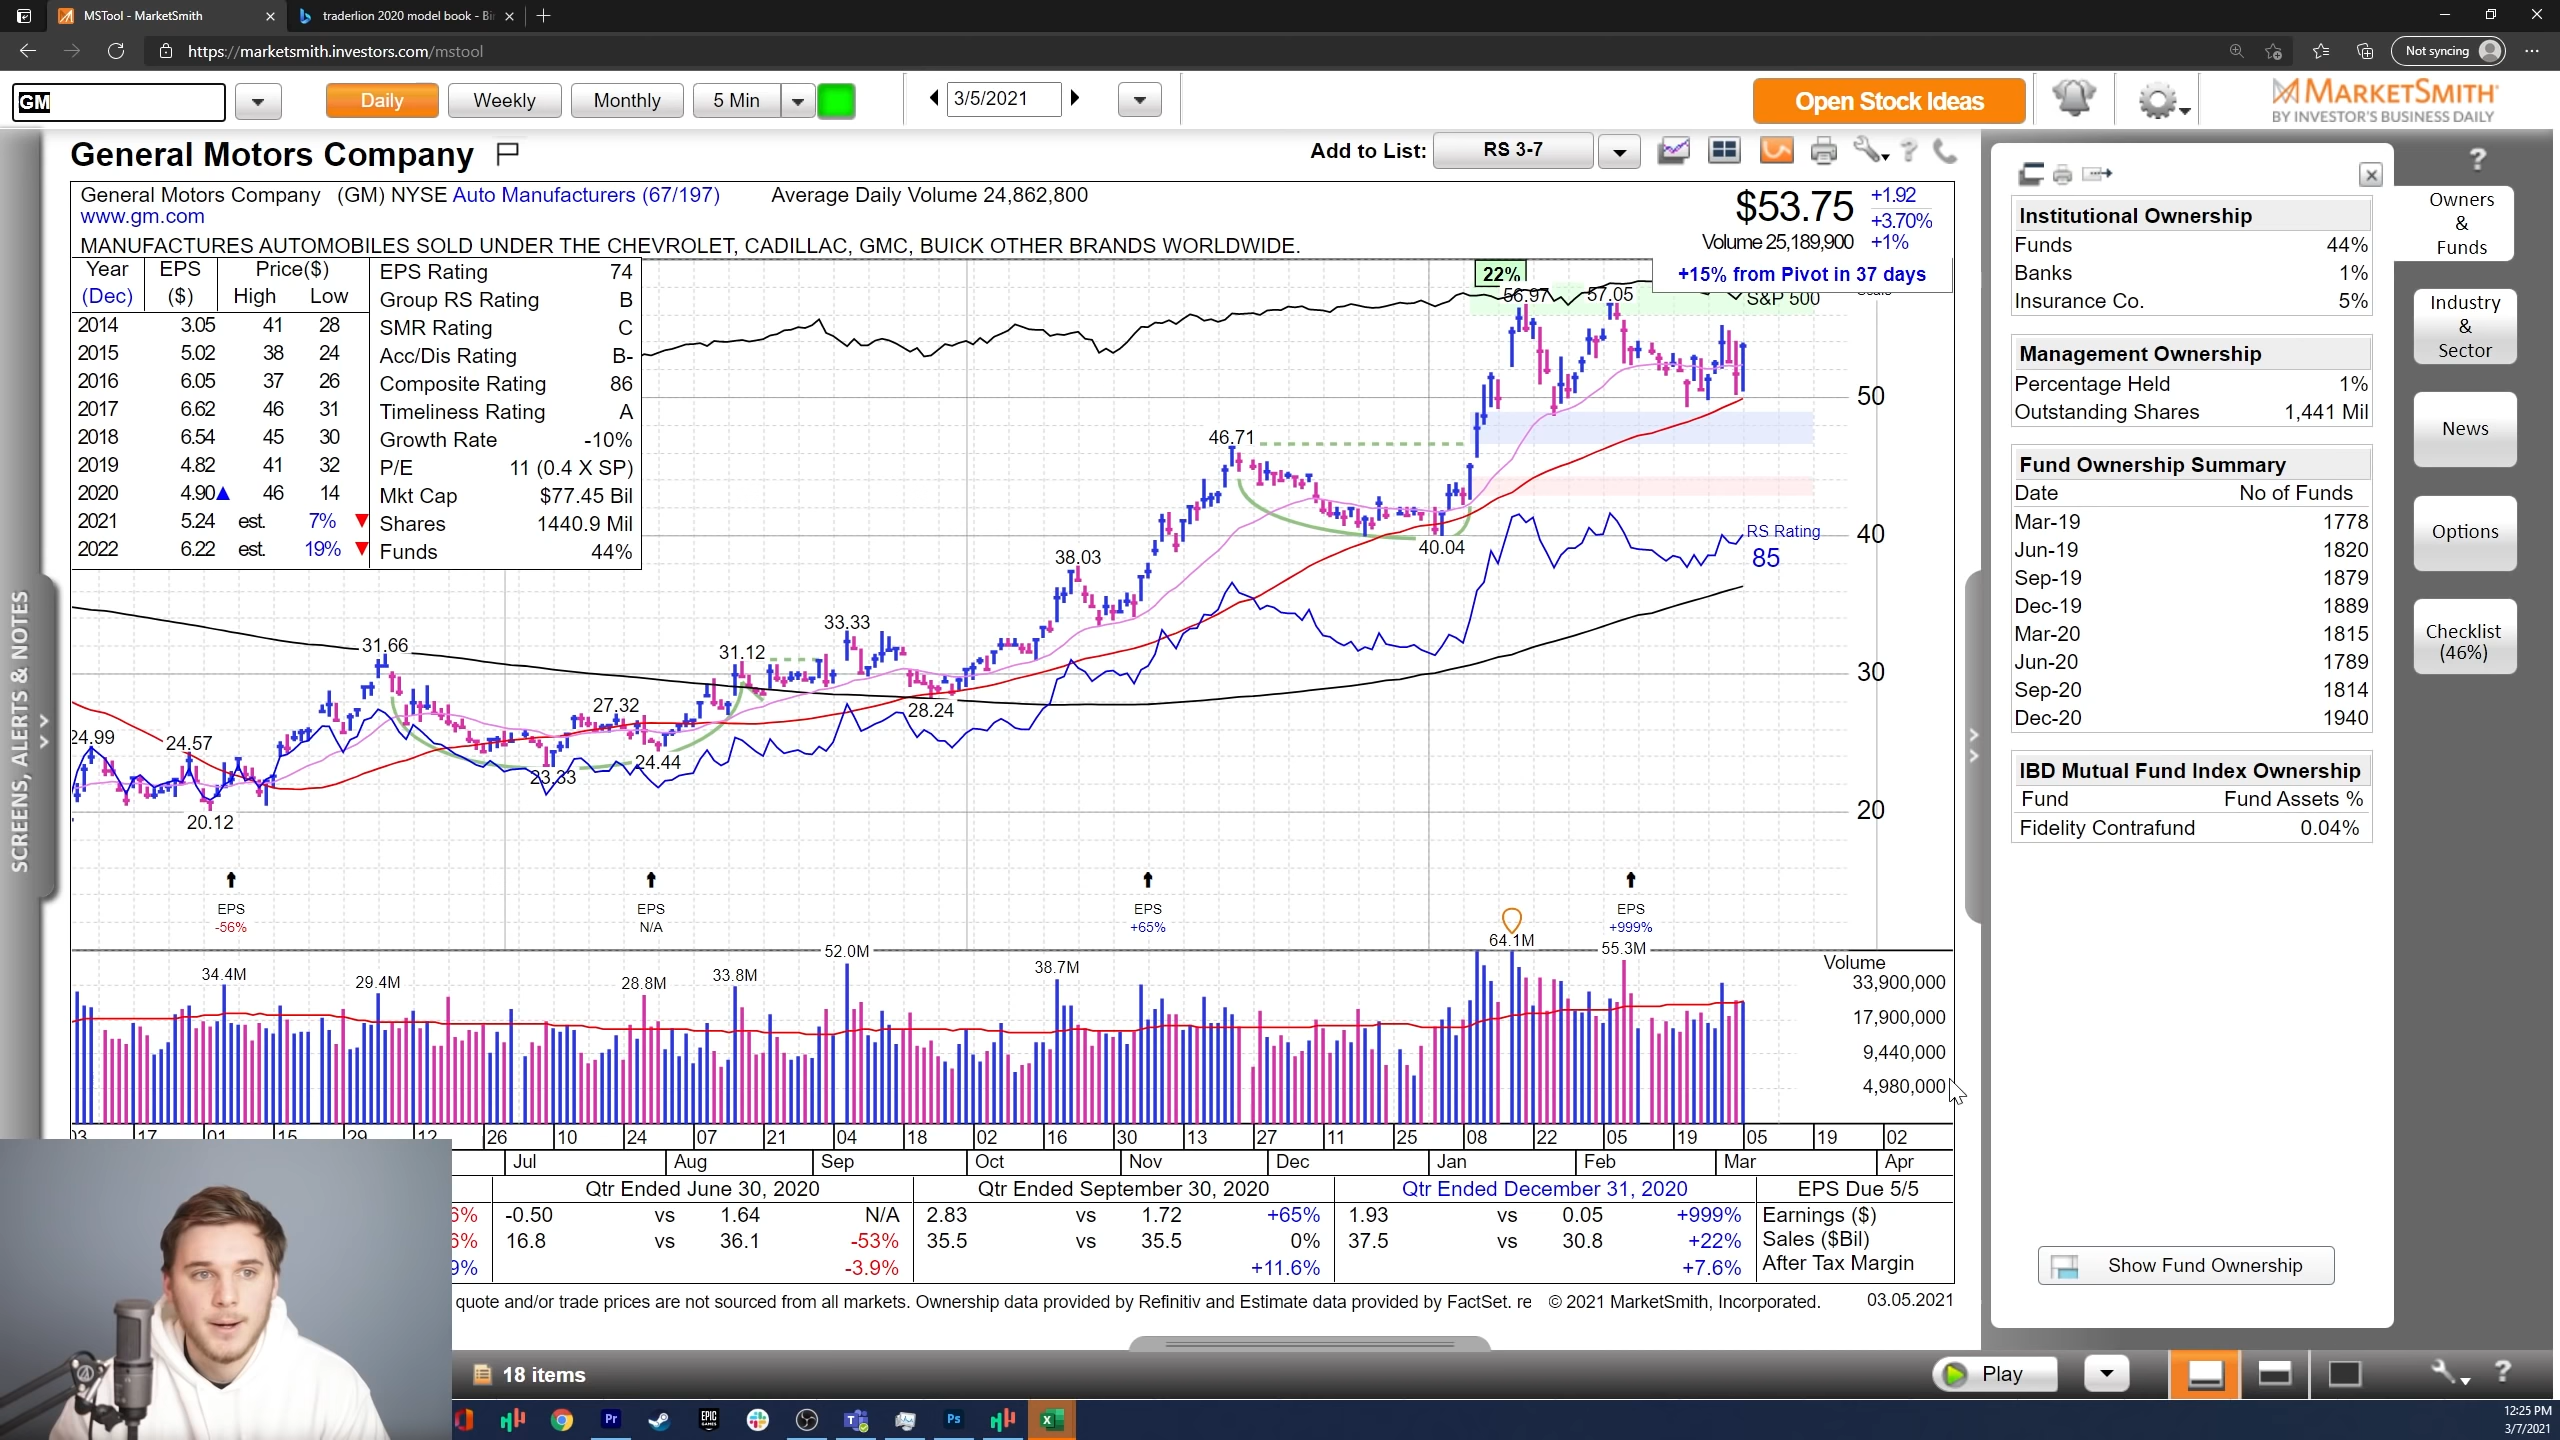 MSTool - MarketSmith
traderlion 2020 model book - Bi
https://marketsmith.investors.com/mstool
Not syncing
GM
Daily
Weekly
Monthly
5 Min
3/5/2021
Open Stock Ideas
MARKETSMITH
BY INVESTOR'S BUSINESS DAILY
General Motors Company
Add to List:
RS 3-7
General Motors Company (GM) NYSE Auto Manufacturers (67/197) Average Daily Volume 24,862,800
www.gm.com
MANUFACTURES AUTOMOBILES SOLD UNDER THE CHEVROLET, CADILLAC, GMC, BUICK OTHER BRANDS WORLDWIDE.
$53.75 +1.92
+3.70%
Volume 25,189,900 +1%
+15% from Pivot in 37 days
Year EPS Price($)
(Dec) ($) High Low
2014 3.05 41 28
2015 5.02 38 24
2016 6.05 37 26
2017 6.62 46 31
2018 6.54 45 30
2019 4.82 41 32
2020 4.90▲ 46 14
2021 5.24 est. 7% ▼
2022 6.22 est. 19% ▼
EPS Rating 74
Group RS Rating B
SMR Rating C
Acc/Dis Rating B-
Composite Rating 86
Timeliness Rating A
Growth Rate -10%
P/E 11 (0.4 X SP)
Mkt Cap $77.45 Bil
Shares 1440.9 Mil
Funds 44%
22%
56.97
57.05
S&P 500
50
46.71
40
40.04
RS Rating
85
38.03
33.33
31.66
31.12
30
27.32
28.24
24.99
24.57
24.44
23.33
20.12
20
EPS
-56%
EPS
N/A
EPS
+65%
EPS
+999%
34.4M
29.4M
28.8M
33.8M
52.0M
38.7M
64.1M
55.3M
Volume
33,900,000
17,900,000
9,440,000
4,980,000
03 17 01 15 29 12 26 10 24 07 21 04 18 02 16 30 13 27 11 25 08 22 05 19 05 19 02
Jul Aug Sep Oct Nov Dec Jan Feb Mar Apr
Qtr Ended June 30, 2020 Qtr Ended September 30, 2020 Qtr Ended December 31, 2020 EPS Due 5/5
6% -0.50 vs 1.64 N/A 2.83 vs 1.72 +65% 1.93 vs 0.05 +999% Earnings ($)
6% 16.8 vs 36.1 -53% 35.5 vs 35.5 0% 37.5 vs 30.8 +22% Sales ($Bil)
9% -3.9% +11.6% +7.6% After Tax Margin
quote and/or trade prices are not sourced from all markets. Ownership data provided by Refinitiv and Estimate data provided by FactSet. re © 2021 MarketSmith, Incorporated. 03.05.2021
SCREENS, ALERTS & NOTES
Institutional Ownership
Funds 44%
Banks 1%
Insurance Co. 5%
Management Ownership
Percentage Held 1%
Outstanding Shares 1,441 Mil
Fund Ownership Summary
Date No of Funds
Mar-19 1778
Jun-19 1820
Sep-19 1879
Dec-19 1889
Mar-20 1815
Jun-20 1789
Sep-20 1814
Dec-20 1940
IBD Mutual Fund Index Ownership
Fund Fund Assets %
Fidelity Contrafund 0.04%
Show Fund Ownership
Owners
&
Funds
Industry
&
Sector
News
Options
Checklist
(46%)
18 items
Play
Pr
EPIC
GAMES
Ps
12:25 PM
3/7/2021